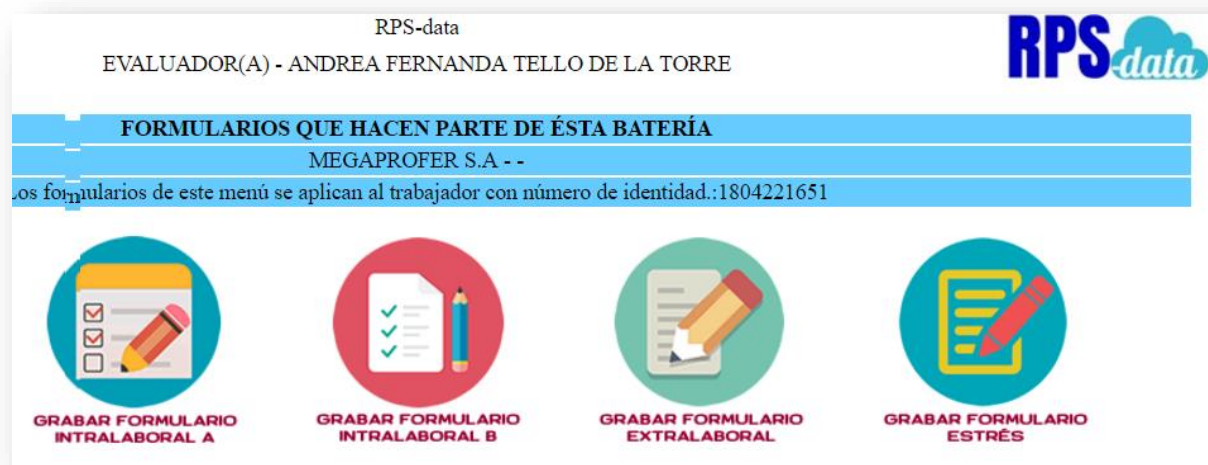 RPS-data
EVALUADOR(A) - ANDREA FERNANDA TELLO DE LA TORRE
RPS
-data
FORMULARIOS QUE HACEN PARTE DE ÉSTA BATERÍA
MEGAPROFER S.A - -
Los formularios de este menú se aplican al trabajador con número de identidad.:1804221651
GRABAR FORMULARIO
INTRALABORAL A
GRABAR FORMULARIO
INTRALABORAL B
GRABAR FORMULARIO
EXTRALABORAL
GRABAR FORMULARIO
ESTRÉS